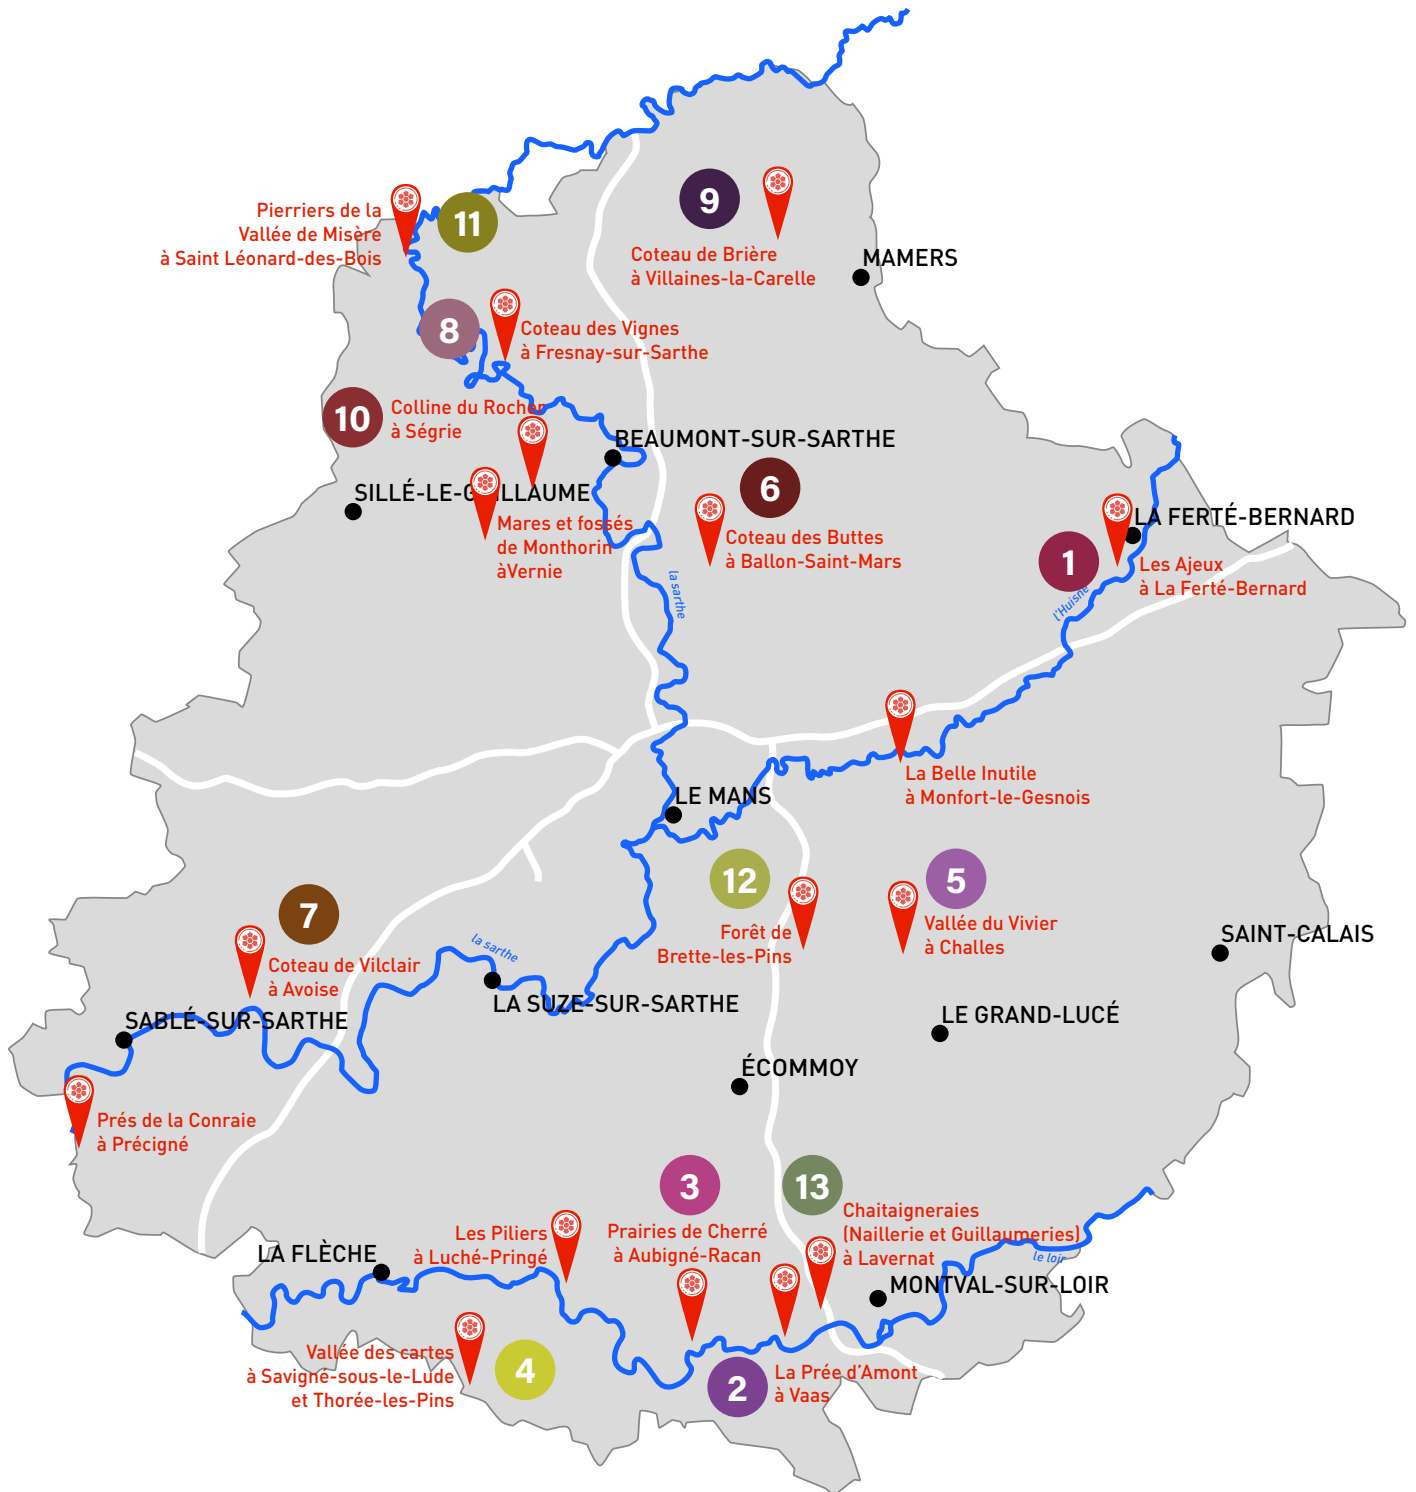 9
11
Pierriers de la
Vallée de Misère
à Saint Léonard-des-Bois
Coteau de Brière
à Villaines-la-Carelle
MAMERS
8
Coteau des Vignes
à Fresnay-sur-Sarthe
10
Colline du Rocher
à Ségrie
BEAUMONT-SUR-SARTHE
6
SILLÉ-LE-GUILLAUME
Mares et fossés
de Monthorin
àVernie
Coteau des Buttes
à Ballon-Saint-Mars
LA FERTÉ-BERNARD
1
Les Ajeux
à La Ferté-Bernard
la sarthe
l'Huisne
La Belle Inutile
à Monfort-le-Gesnois
LE MANS
12
5
7
Forêt de
Brette-les-Pins
Vallée du Vivier
à Challes
SAINT-CALAIS
la sarthe
Coteau de Vilclair
à Avoise
LA SUZE-SUR-SARTHE
SABLÉ-SUR-SARTHE
LE GRAND-LUCÉ
ÉCOMMOY
Prés de la Conraie
à Précigné
3
13
Chaitaigneraies
(Naillerie et Guillaumeries)
à Lavernat
Les Piliers
à Luché-Pringé
Prairies de Cherré
à Aubigné-Racan
LA FLÈCHE
le loir
MONTVAL-SUR-LOIR
Vallée des cartes
à Savigné-sous-le-Lude
et Thorée-les-Pins
4
2
La Prée d'Amont
à Vaas